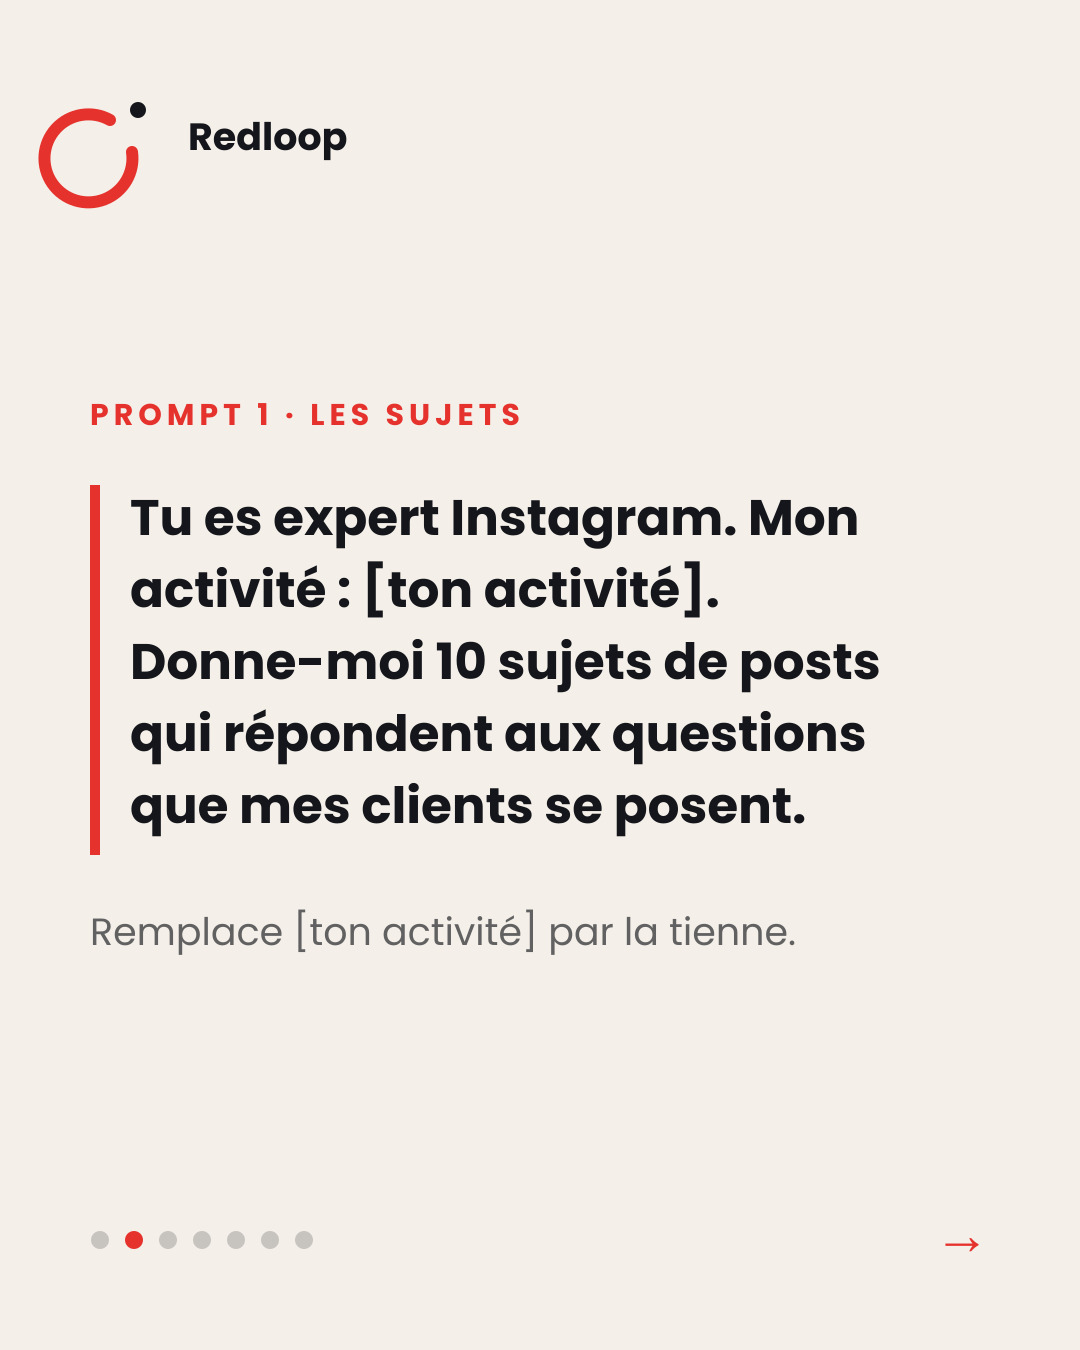 Redloop
PROMPT 1 · LES SUJETS
Tu es expert Instagram. Mon
activité : [ton activité].
Donne-moi 10 sujets de posts
qui répondent aux questions
que mes clients se posent.
Remplace [ton activité] par la tienne.
→